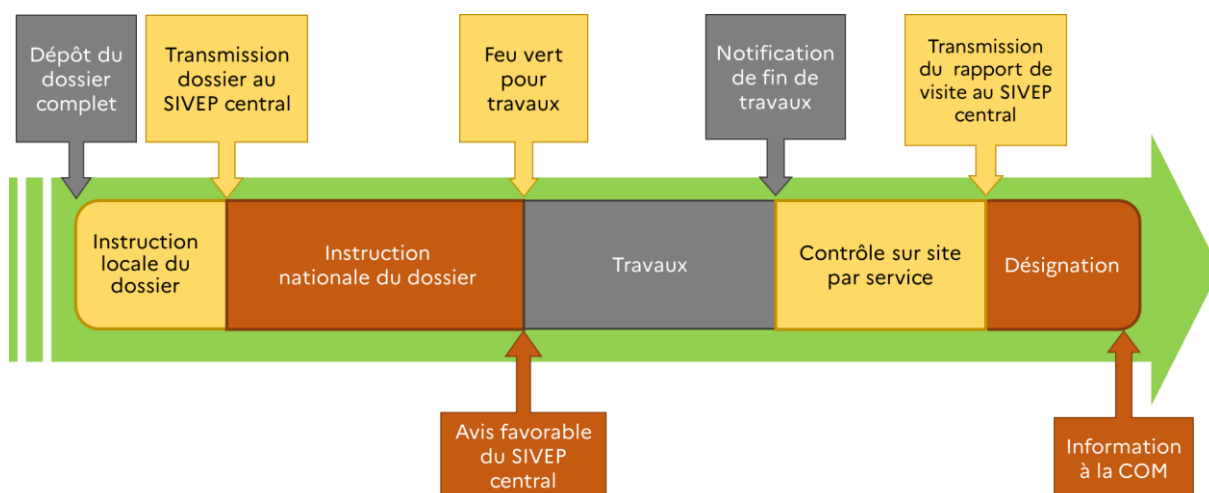 Dépôt du
dossier
complet
Transmission
dossier au
SIVEP central
Feu vert
pour
travaux
Notification
de fin de
travaux
Transmission
du rapport de
visite au SIVEP
central
Instruction
locale du
dossier
Instruction
nationale du dossier
Travaux
Contrôle sur site
par service
Désignation
Avis favorable
du SIVEP
central
Information
à la COM